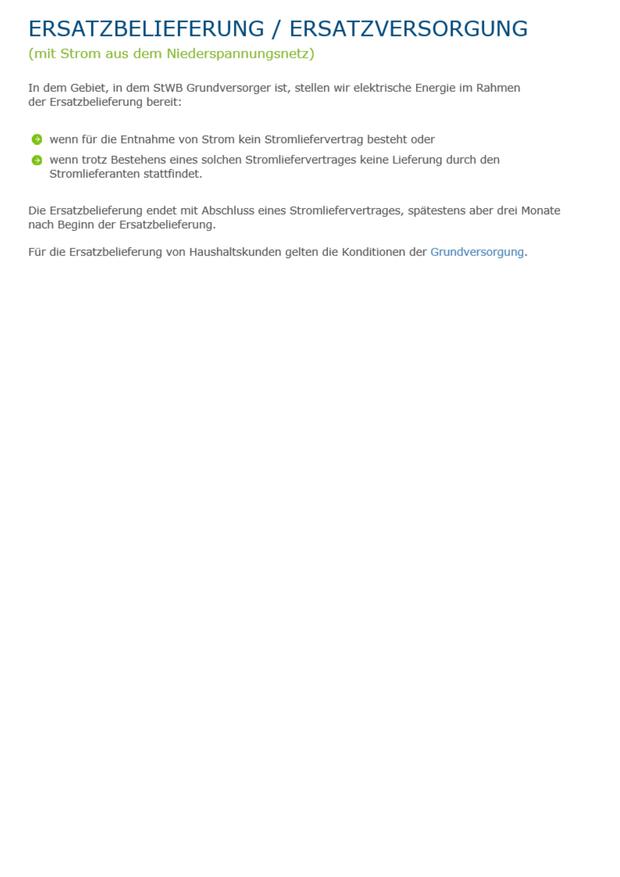 ERSATZBELIEFERUNG / ERSATZVERSORGUNG
(mit Strom aus dem Niederspannungsnetz)
In dem Gebiet, in dem StWB Grundversorger ist, stellen wir elektrische Energie im Rahmen
der Ersatzbelieferung bereit:
wenn für die Entnahme von Strom kein Stromliefervertrag besteht oder
wenn trotz Bestehens eines solchen Stromliefervertrages keine Lieferung durch den
Stromlieferanten stattfindet.
Die Ersatzbelieferung endet mit Abschluss eines Stromliefervertrages, spätestens aber drei Monate
nach Beginn der Ersatzbelieferung.
Für die Ersatzbelieferung von Haushaltskunden gelten die Konditionen der Grundversorgung.